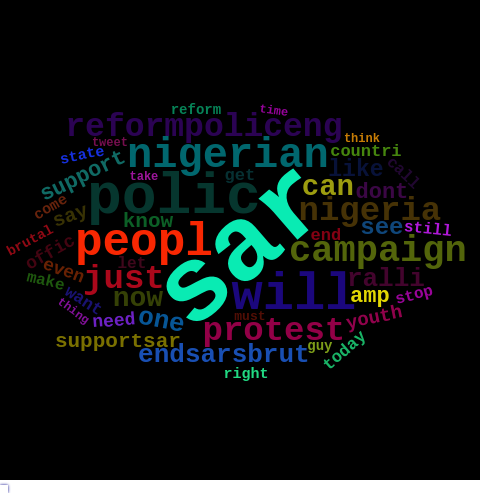 reform
time
reformpoliceng
tweet
think
state
nigerian
countri
support
get
like
call
take
polic
sar
can
dont
come
say
know
nigeria
see
still
brutal
offic
peopl
end
campaign
even
let
just
will
ralli
make
want
now
amp
stop
thing
need
one
must
protest
youth
supportsar
endsarsbrut
guy
today
right